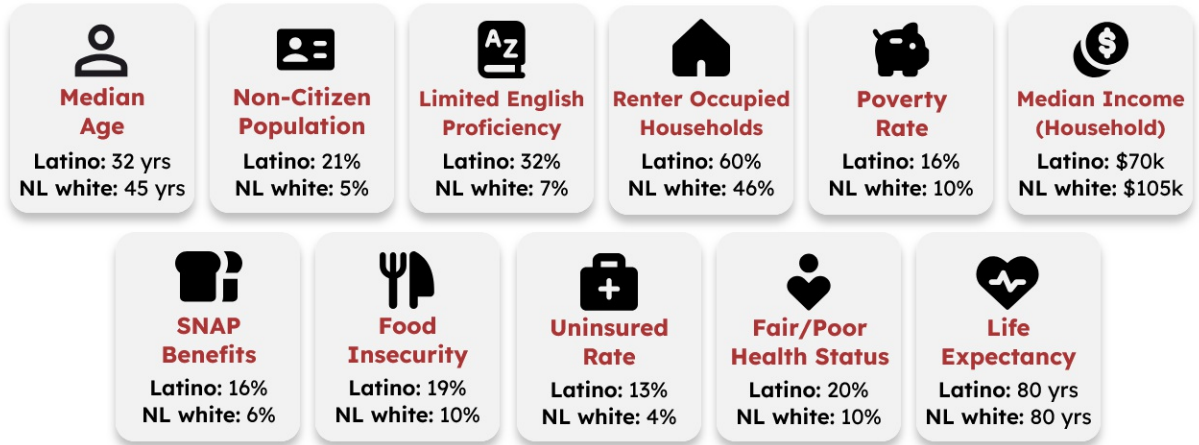 AZ
Median
Age
Latino: 32 yrs
NL white: 45 yrs
Non-Citizen
Population
Latino: 21%
NL white: 5%
Limited English
Proficiency
Latino: 32%
NL white: 7%
Renter Occupied
Households
Latino: 60%
NL white: 46%
Poverty
Rate
Latino: 16%
NL white: 10%
$
Median Income
(Household)
Latino: $70k
NL white: $105k
SNAP
Benefits
Latino: 16%
NL white: 6%
Food
Insecurity
Latino: 19%
NL white: 10%
Uninsured
Rate
Latino: 13%
NL white: 4%
Fair/Poor
Health Status
Latino: 20%
NL white: 10%
Life
Expectancy
Latino: 80 yrs
NL white: 80 yrs